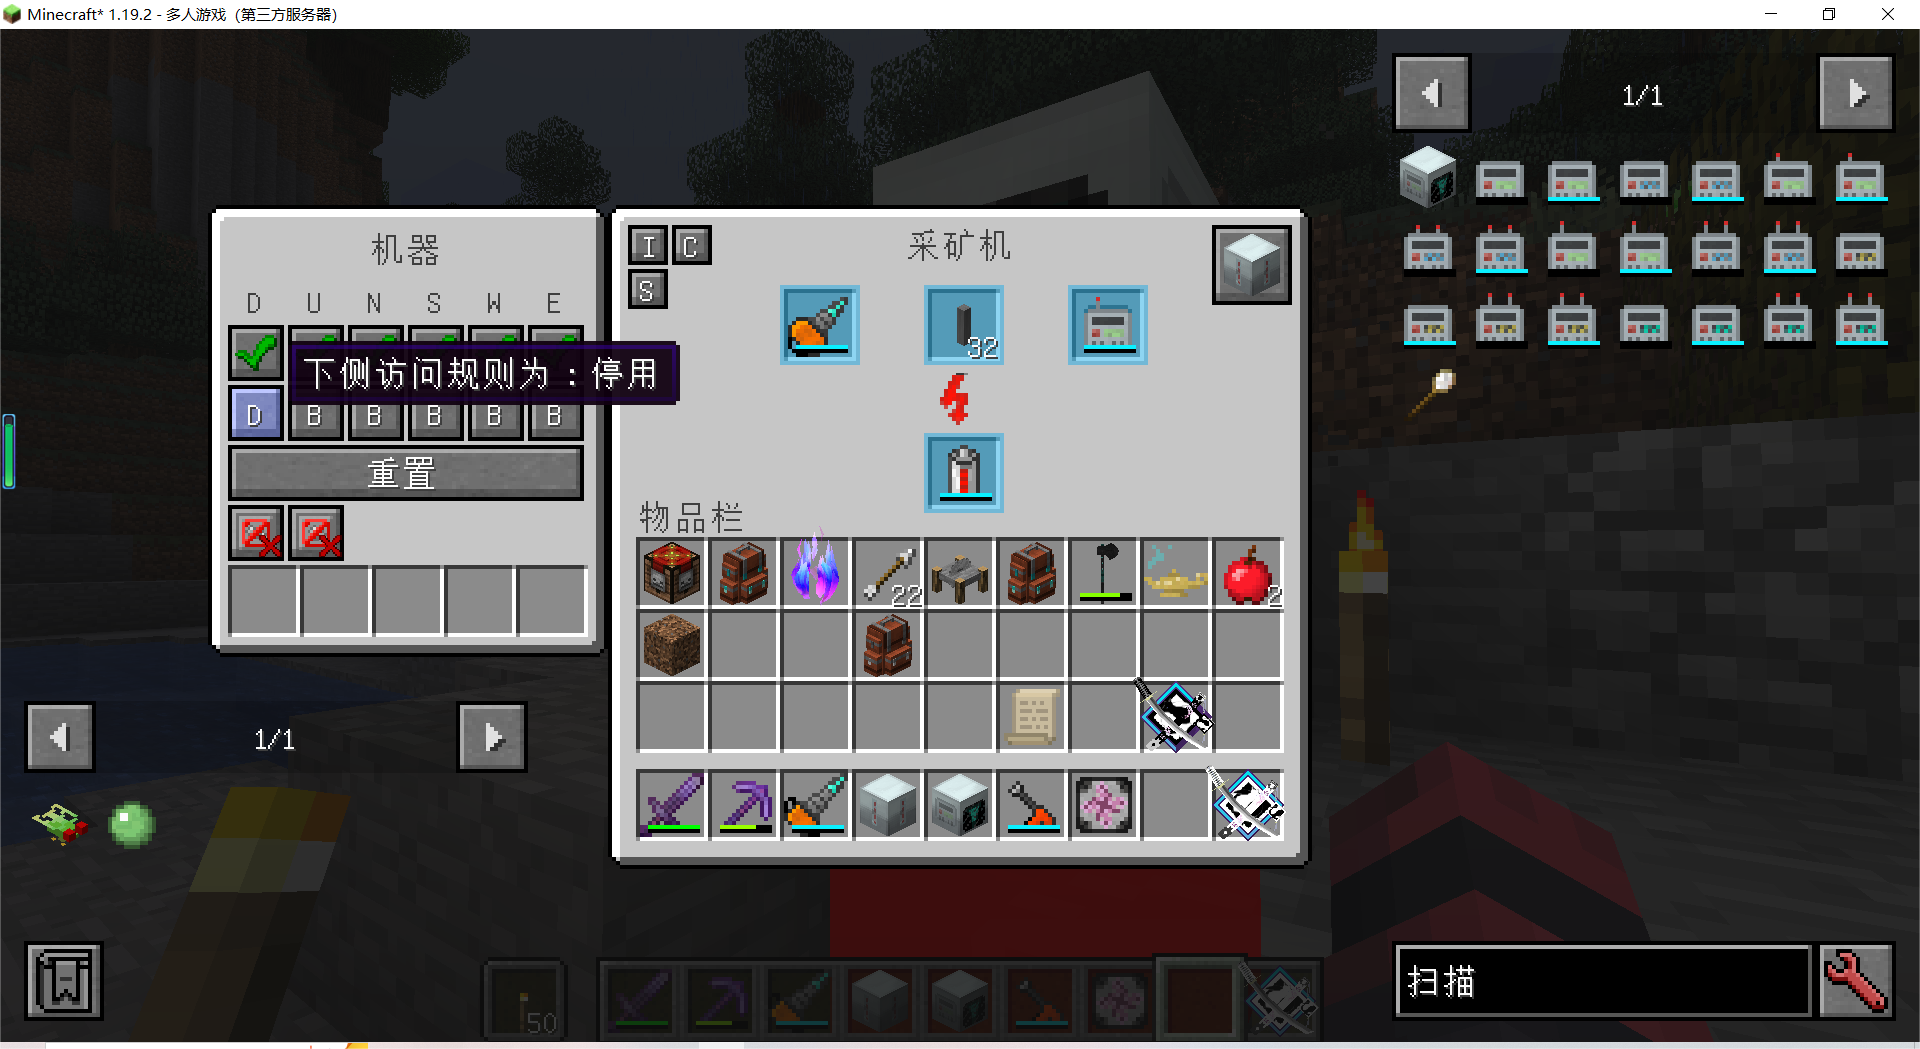 Minecraft* 1.19.2 - 多人游戏（第三方服务器）
1/1
机器
D U N S W E
下侧访问规则为：停用
D B B B B B
重置
I C
S
采矿机
32
物品栏
22
2
1/1
50
扫描